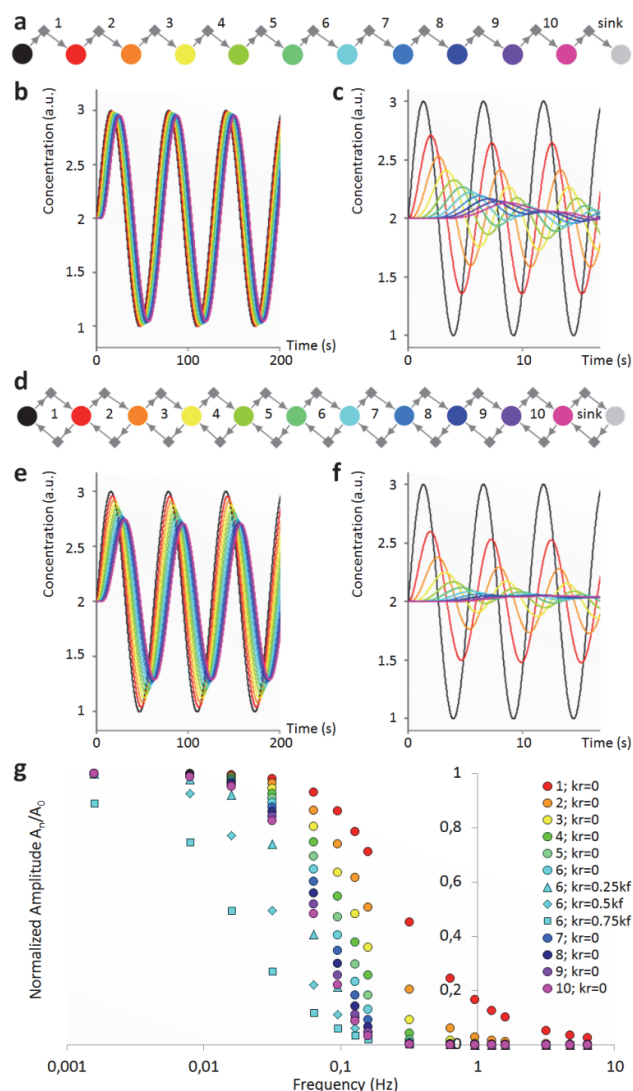 a 1 2 3 4 5 6 7 8 9 10 sink
b
Concentration (a.u.)
3
2.5
2
1.5
1
Time (s)
0 100 200
c
Concentration (a.u.)
3
2.5
2
1.5
1
Time (s)
0 10
d
1 2 3 4 5 6 7 8 9 10 sink
e
Concentration (a.u.)
3
2.5
2
1.5
1
Time (s)
0 100 200
f
Concentration (a.u.)
3
2.5
2
1.5
1
Time (s)
0 10
g
Normalized Amplitude An/A0
1
0,8
0,6
0,4
0,2
0
1; kr=0
2; kr=0
3; kr=0
4; kr=0
5; kr=0
6; kr=0
6; kr=0.25kf
6; kr=0.5kf
6; kr=0.75kf
7; kr=0
8; kr=0
9; kr=0
10; kr=0
0,001 0,01 0,1 1 10
Frequency (Hz)